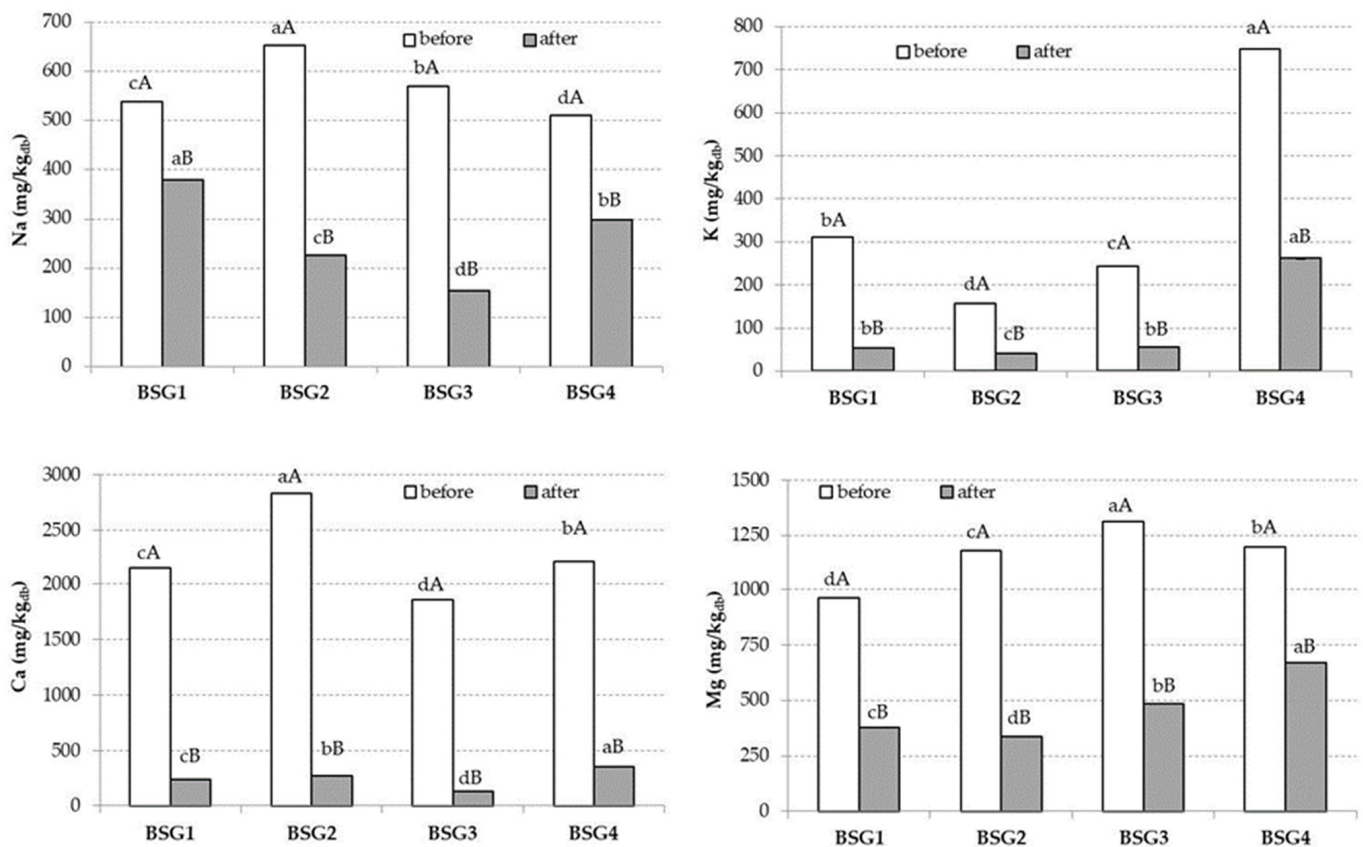 Na (mg/kgdb)
700
600
500
400
300
200
100
0
before after
cA aA bA dA
aB cB dB bB
BSG1 BSG2 BSG3 BSG4
K (mg/kgdb)
800
700
600
500
400
300
200
100
0
before after
bA dA cA aA
bB cB bB aB
BSG1 BSG2 BSG3 BSG4
Ca (mg/kgdb)
3000
2500
2000
1500
1000
500
0
before after
cA aA dA bA
cB bB dB aB
BSG1 BSG2 BSG3 BSG4
Mg (mg/kgdb)
1500
1250
1000
750
500
250
0
before after
dA cA aA bA
cB dB bB aB
BSG1 BSG2 BSG3 BSG4